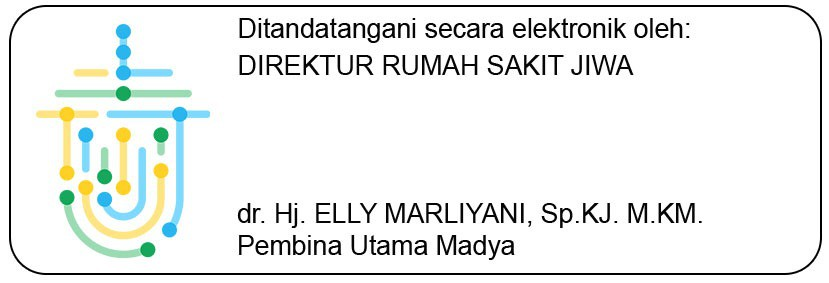 Ditandatangani secara elektronik oleh:
DIREKTUR RUMAH SAKIT JIWA
dr. Hj. ELLY MARLIYANI, Sp.KJ. M.KM.
Pembina Utama Madya